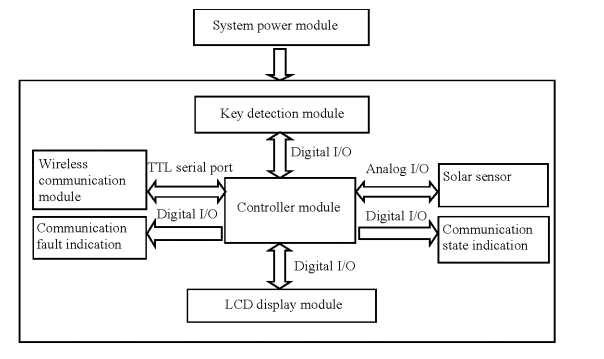 System power module
Key detection module
Digital I/O
Wireless
communication
module
TTL serial port
Analog I/O
Solar sensor
Controller module
Communication
fault indication
Digital I/O
Digital I/O
Communication
state indication
Digital I/O
LCD display module